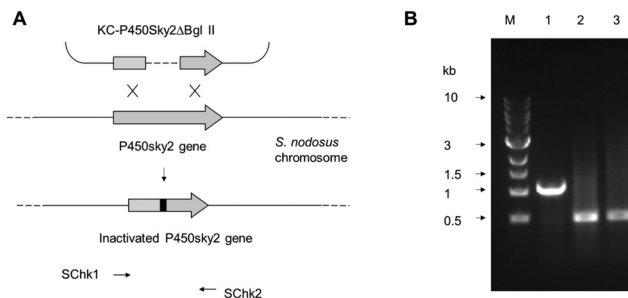 A
KC-P450Sky2ΔBgl II
P450sky2 gene
S. nodosus
chromosome
Inactivated P450sky2 gene
SChk1
SChk2
B
M 1 2 3
kb
10
3
1.5
1
0.5